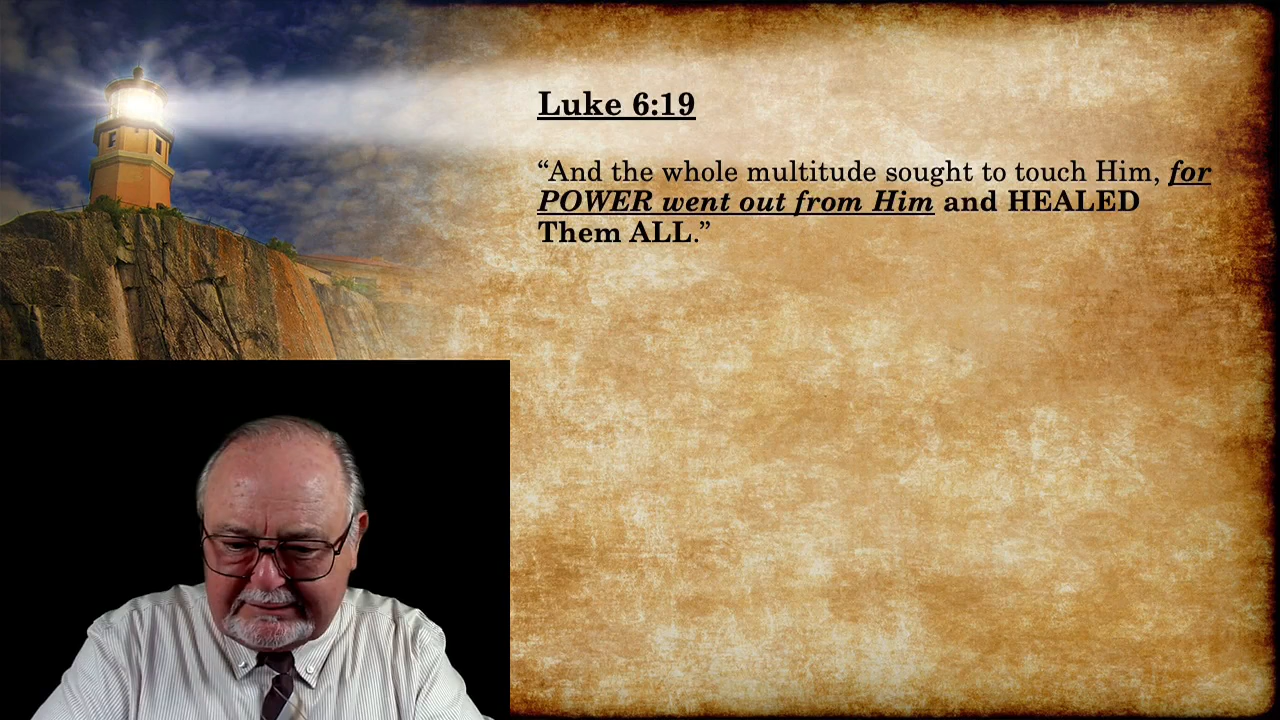 Luke 6:19
“And the whole multitude sought to touch Him, for
POWER went out from Him and HEALED
Them ALL.”